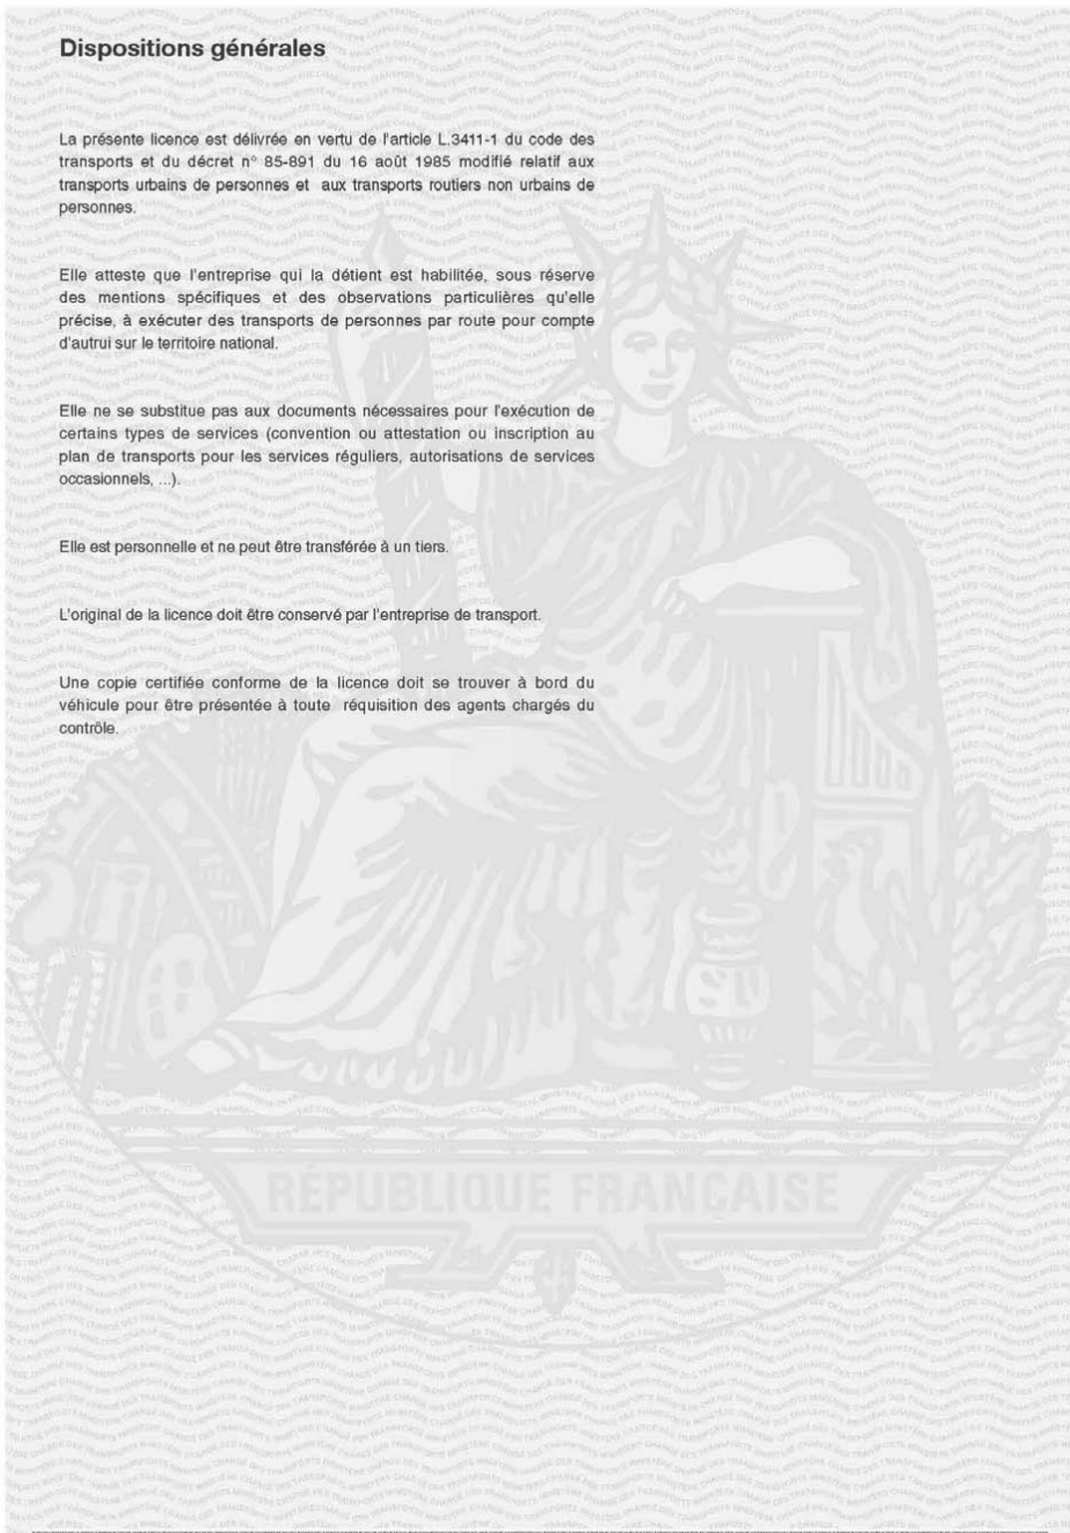 Dispositions générales
La présente licence est délivrée en vertu de l'article L.3411-1 du code des
transports et du décret n° 85-891 du 16 août 1985 modifié relatif aux
transports urbains de personnes et aux transports routiers non urbains de
personnes.
Elle atteste que l'entreprise qui la détient est habilitée, sous réserve
des mentions spécifiques et des observations particulières qu'elle
précise, à exécuter des transports de personnes par route pour compte
d'autrui sur le territoire national.
Elle ne se substitue pas aux documents nécessaires pour l'exécution de
certains types de services (convention ou attestation ou inscription au
plan de transports pour les services réguliers, autorisations de services
occasionnels, ...).
Elle est personnelle et ne peut être transférée à un tiers.
L'original de la licence doit être conservé par l'entreprise de transport.
Une copie certifiée conforme de la licence doit se trouver à bord du
véhicule pour être présentée à toute réquisition des agents chargés du
contrôle.
RÉPUBLIQUE FRANÇAISE